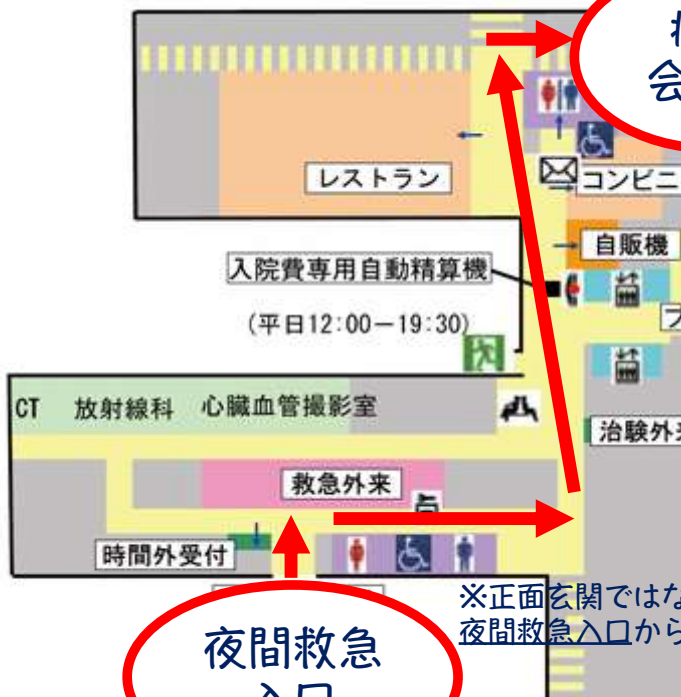 会
レストラン
コンビニ
自販機
入院費専用自動精算機
(平日12:00-19:30)
CT 放射線科 心臓血管撮影室
治験外
救急外来
時間外受付
※正面玄関ではな
夜間救急入口から
夜間救急
入口